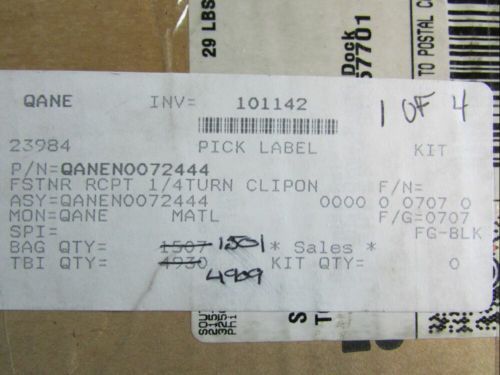 29 LBS
Dock
57701
TO POSTAL C
QANE INV= 101142 1 OF 4
23984 PICK LABEL KIT
P/N=QANEN0072444
FSTNR RCPT 1/4TURN CLIPON F/N=
ASY=QANEN0072444 0000 0 0707 0
MON=QANE MATL F/G=0707
SPI= FG-BLK
BAG QTY= 1507 1501 * Sales *
TBI QTY= 4930 4909 KIT QTY= 0